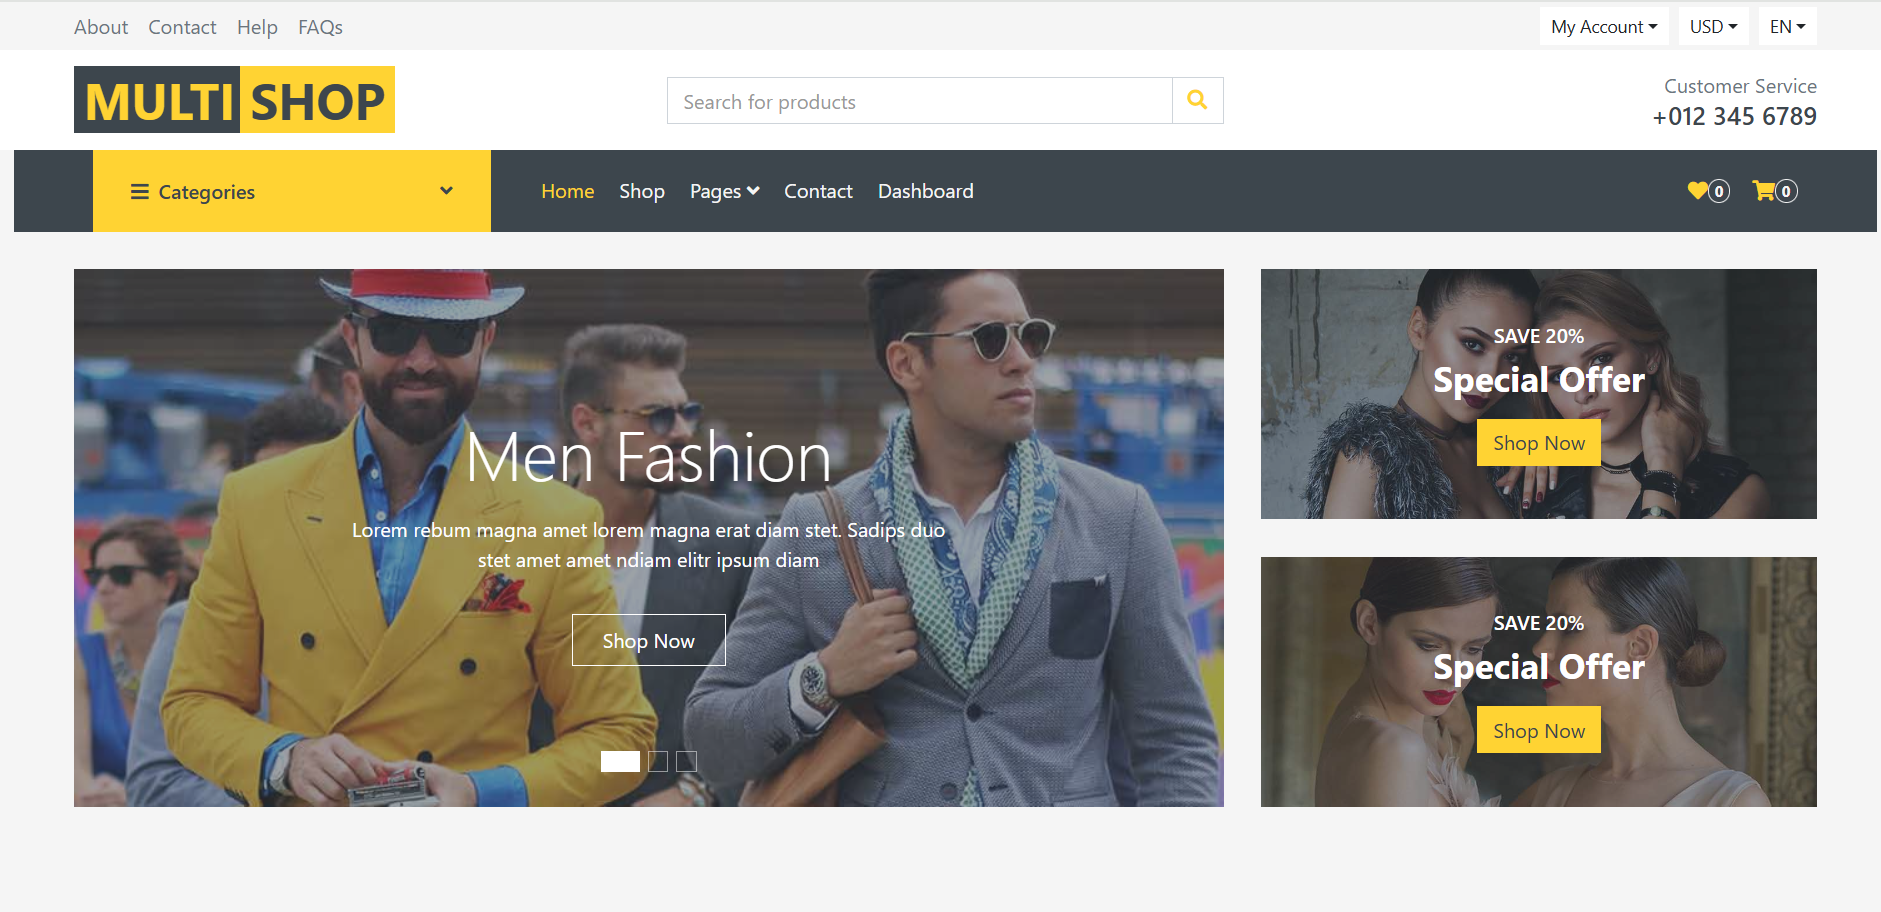 About Contact Help FAQs
My Account USD EN
MULTI SHOP
Search for products
Customer Service
+012 345 6789
Categories
Home Shop Pages Contact Dashboard
0 0
Men Fashion
Lorem rebum magna amet lorem magna erat diam stet. Sadips duo
stet amet amet ndiam elitr ipsum diam
Shop Now
SAVE 20%
Special Offer
Shop Now
SAVE 20%
Special Offer
Shop Now